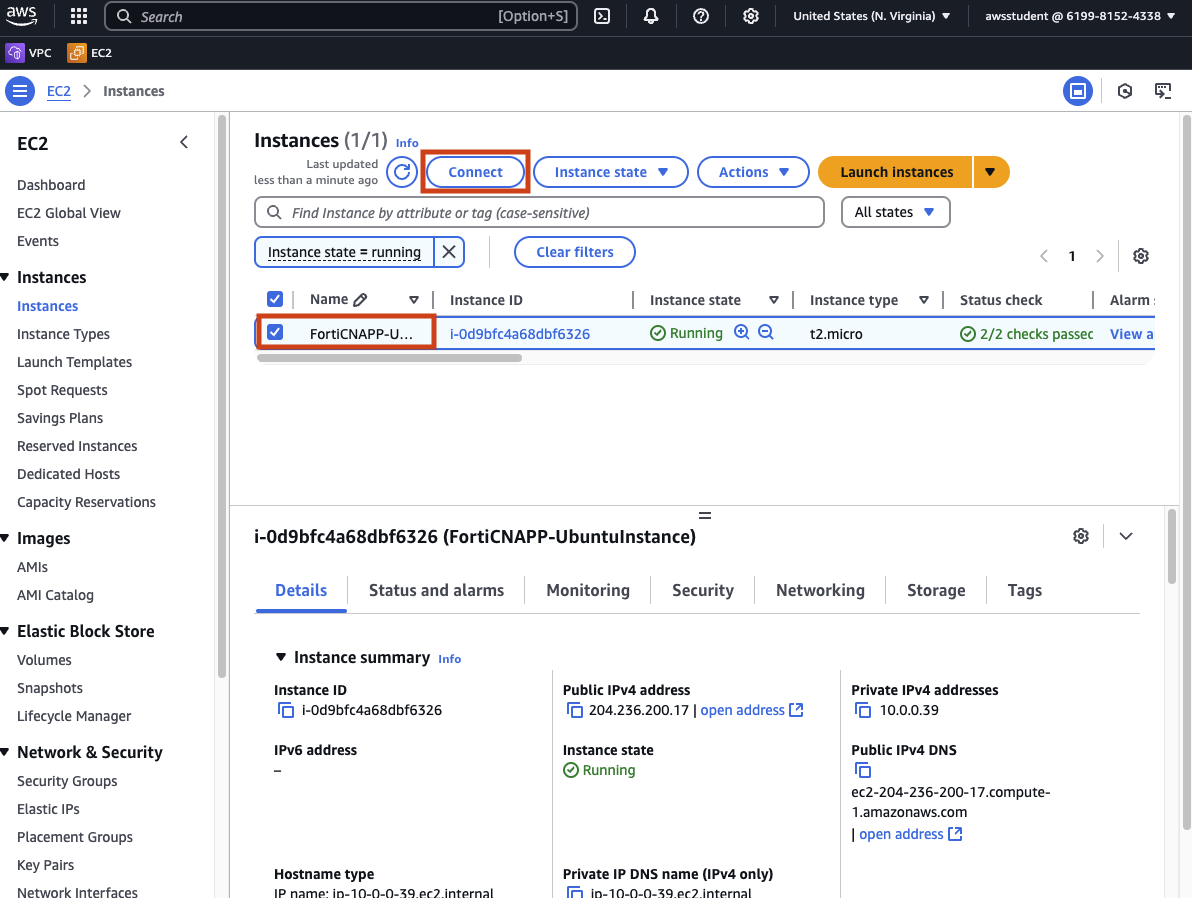 aws
Search [Option+S]
United States (N. Virginia)
awsstudent @ 6199-8152-4338
VPC
EC2
EC2 Instances
EC2
Dashboard
EC2 Global View
Events
Instances
Instances
Instance Types
Launch Templates
Spot Requests
Savings Plans
Reserved Instances
Dedicated Hosts
Capacity Reservations
Images
AMIs
AMI Catalog
Elastic Block Store
Volumes
Snapshots
Lifecycle Manager
Network & Security
Security Groups
Elastic IPs
Placement Groups
Key Pairs
Network Interfaces
Instances (1/1) Info
Last updated
less than a minute ago
Connect
Instance state
Actions
Launch instances
Find Instance by attribute or tag (case-sensitive)
All states
Instance state = running
Clear filters
1
Name Instance ID Instance state Instance type Status check Alarm
FortiCNAPP-U... i-0d9bfc4a68dbf6326 Running t2.micro 2/2 checks passed View a
i-0d9bfc4a68dbf6326 (FortiCNAPP-UbuntuInstance)
Details Status and alarms Monitoring Security Networking Storage Tags
Instance summary Info
Instance ID
i-0d9bfc4a68dbf6326
Public IPv4 address
204.236.200.17 | open address
Private IPv4 addresses
10.0.0.39
IPv6 address
–
Instance state
Running
Public IPv4 DNS
ec2-204-236-200-17.compute-
1.amazonaws.com
| open address
Hostname type
IP name: ip-10-0-0-39.ec2.internal
Private IP DNS name (IPv4 only)
ip-10-0-0-39.ec2.internal